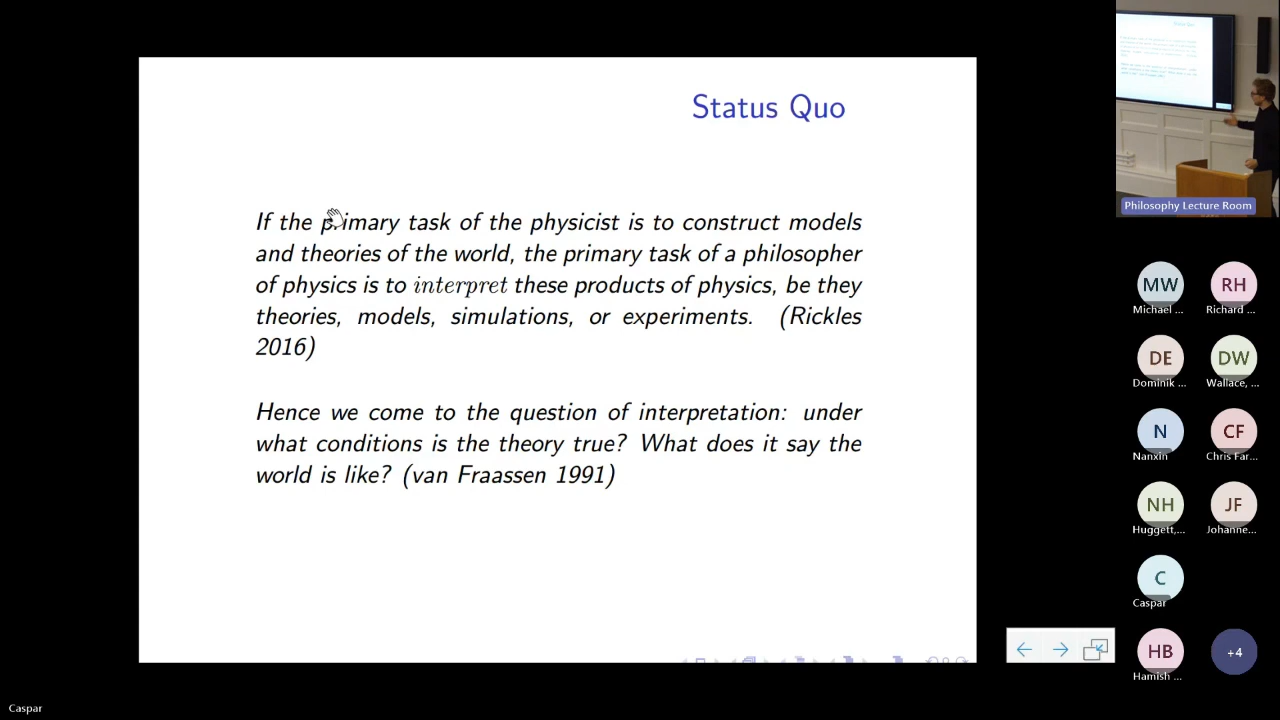 Status Quo
If the primary task of the physicist is to construct models
and theories of the world, the primary task of a philosopher
of physics is to interpret these products of physics, be they
theories, models, simulations, or experiments. (Rickles
2016)
Hence we come to the question of interpretation: under
what conditions is the theory true? What does it say the
world is like? (van Fraassen 1991)
Philosophy Lecture Room
MW RH
Michael ... Richard ...
DE DW
Dominik ... Wallace, ...
N CF
Nanxin Chris Far...
NH JF
Huggett,... Johanne...
C
Caspar
HB +4
Hamish ...
Caspar